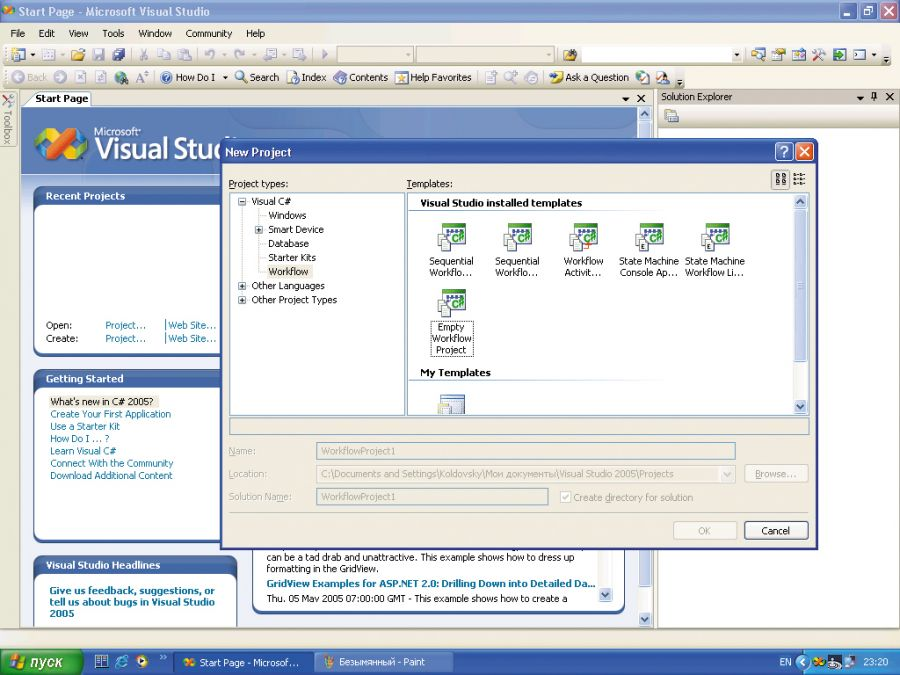 Start Page - Microsoft Visual Studio
File Edit View Tools Window Community Help
Back How Do I Search Index Contents Help Favorites Ask a Question
Toolbox
Start Page
Solution Explorer
Microsoft
Visual Stu
Recent Projects
Open: Project... Web Site...
Create: Project... Web Site...
Getting Started
What's new in C# 2005?
Create Your First Application
Use a Starter Kit
How Do I ... ?
Learn Visual C#
Connect With the Community
Download Additional Content
Visual Studio Headlines
Give us feedback, suggestions, or
tell us about bugs in Visual Studio
2005
New Project
Project types:
Visual C#
Windows
Smart Device
Database
Starter Kits
Workflow
Other Languages
Other Project Types
Templates:
Visual Studio installed templates
Sequential Workflo...
Sequential Workflo...
Workflow Activit...
State Machine Console Ap...
State Machine Workflow Li...
Empty
Workflow
Project
My Templates
Name: WorkflowProject1
Location: C:\Documents and Settings\Koldovsky\Мои документы\Visual Studio 2005\Projects Browse...
Solution Name: WorkflowProject1 Create directory for solution
OK Cancel
can be a tad drab and unattractive. This example shows how to dress up
formatting in the GridView.
GridView Examples for ASP.NET 2.0: Drilling Down into Detailed Da...
Thu, 05 May 2005 07:00:00 GMT - This example shows how to create a
пуск Start Page - Microsof... Безымянный - Paint EN 23:20